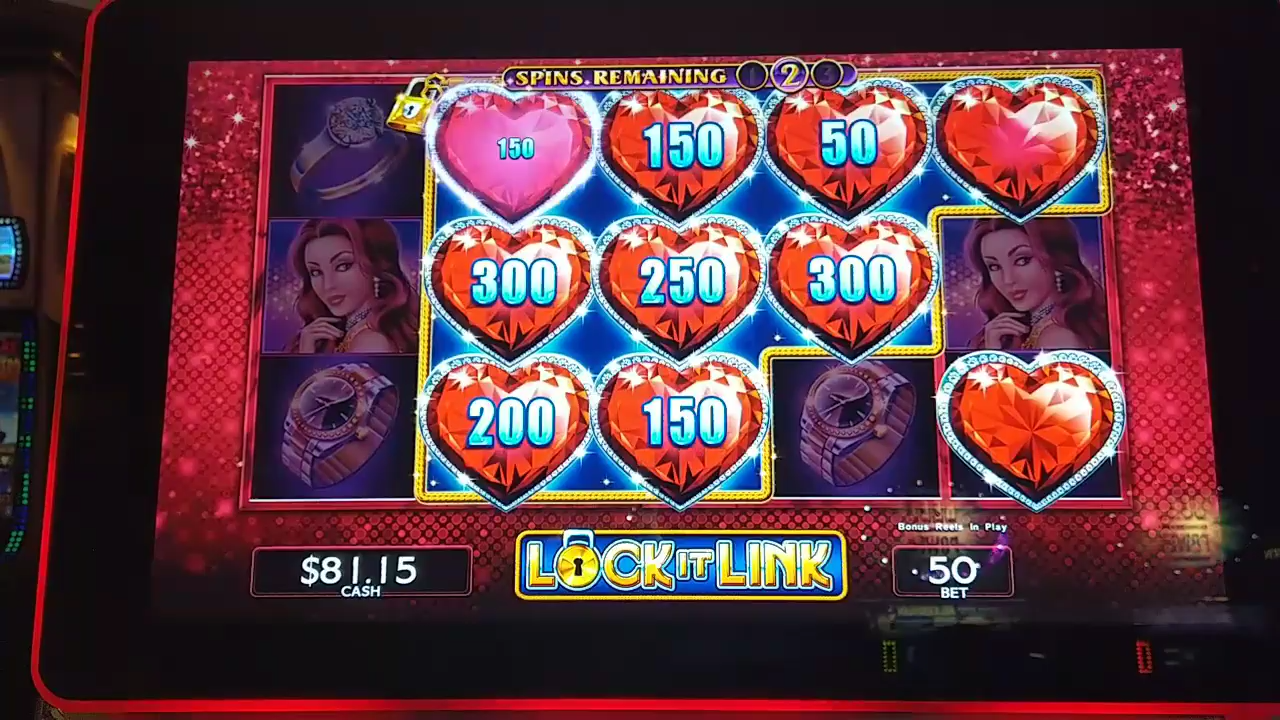 SPINS REMAINING 1 2 3
150 150 50
300 250 300
200 150
Bonus Reels In Play
$81.15
CASH
LOCK IT LINK
50
BET